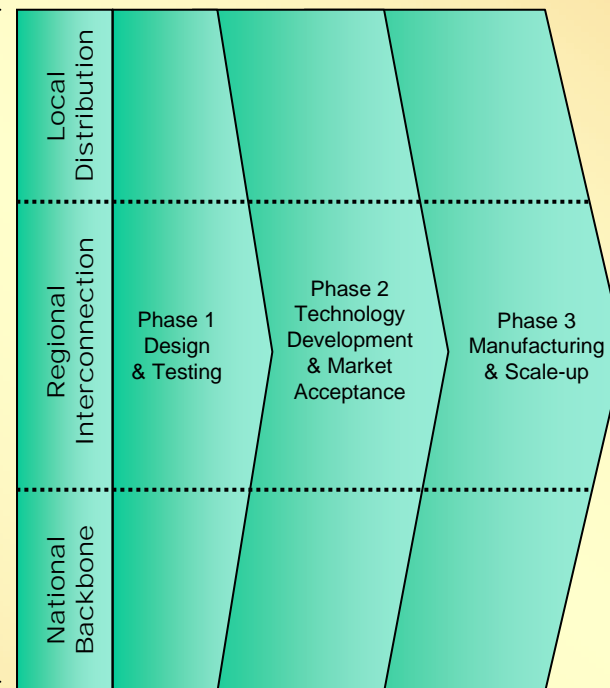 Local
Distribution
Regional
Interconnection
National
Backbone
Phase 1
Design
& Testing
Phase 2
Technology
Development
& Market
Acceptance
Phase 3
Manufacturing
& Scale-up